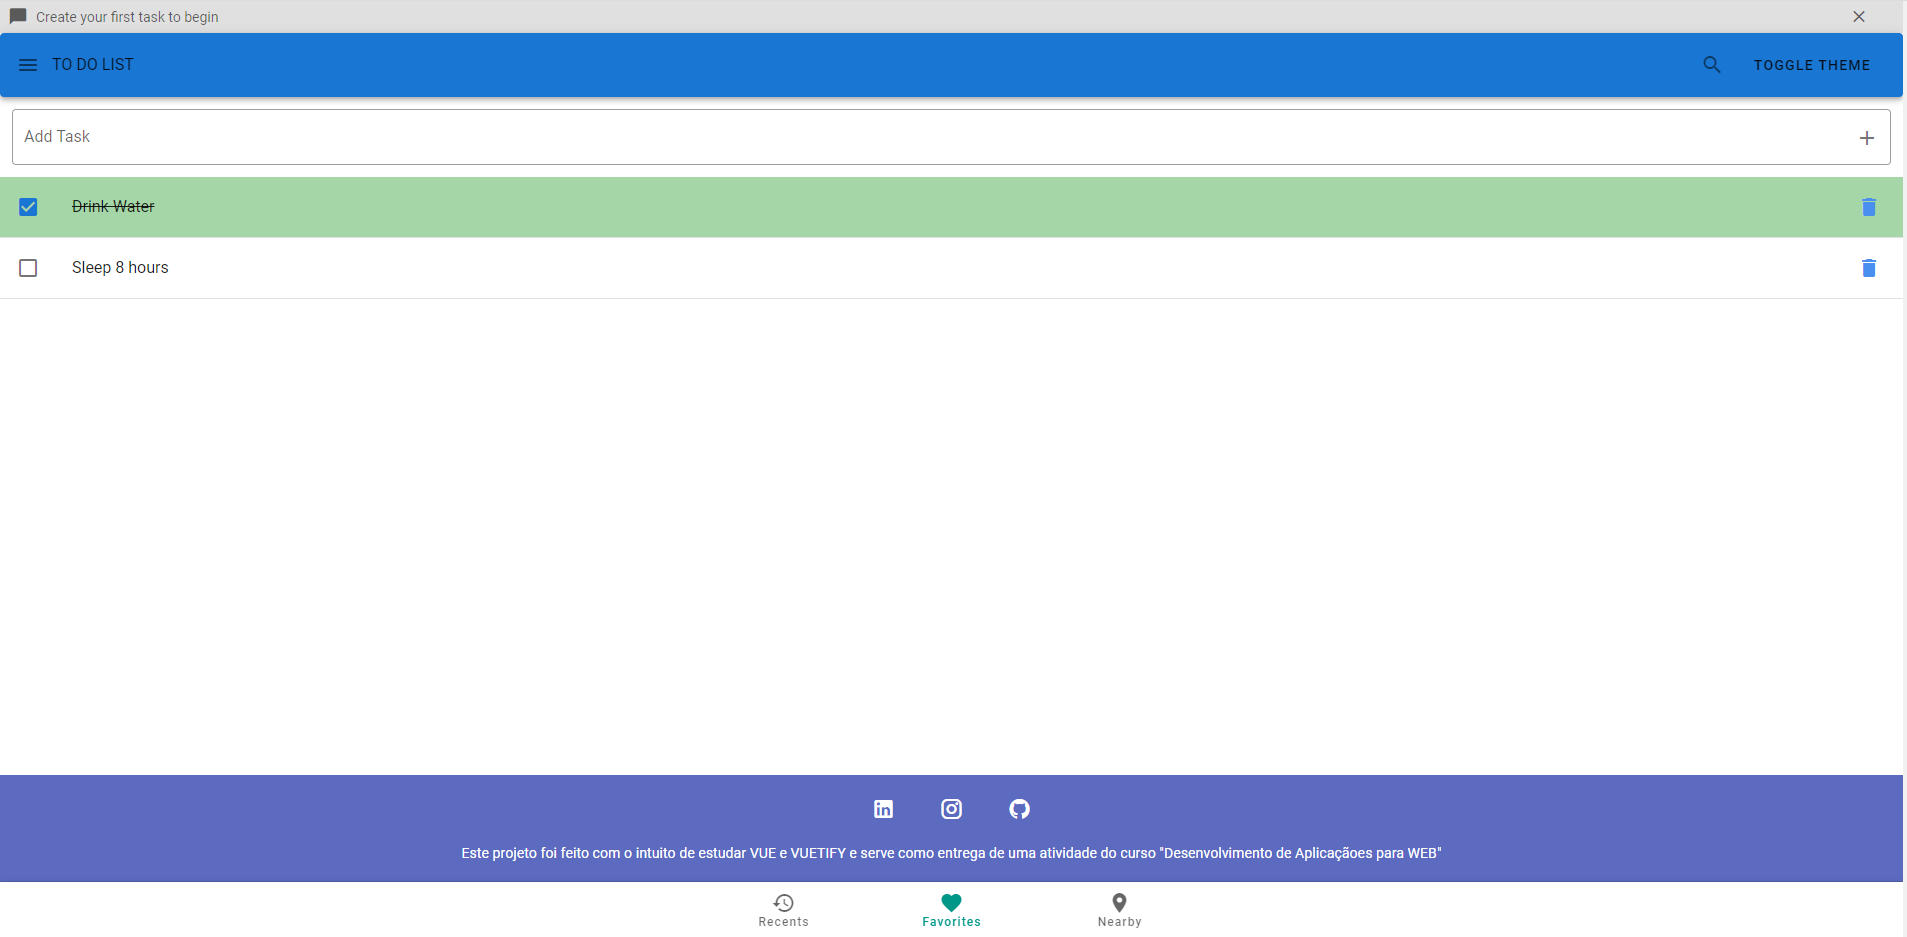 Create your first task to begin
TO DO LIST
TOGGLE THEME
Add Task
Drink Water
Sleep 8 hours
Este projeto foi feito com o intuito de estudar VUE e VUETIFY e serve como entrega de uma atividade do curso "Desenvolvimento de Aplicaçãoes para WEB"
Recents
Favorites
Nearby